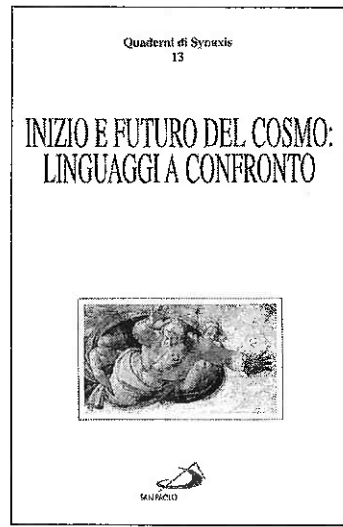 Quaderni di Synaxis
13
INIZIO E FUTURO DEL COSMO:
LINGUAGGI A CONFRONTO
SAN PAOLO